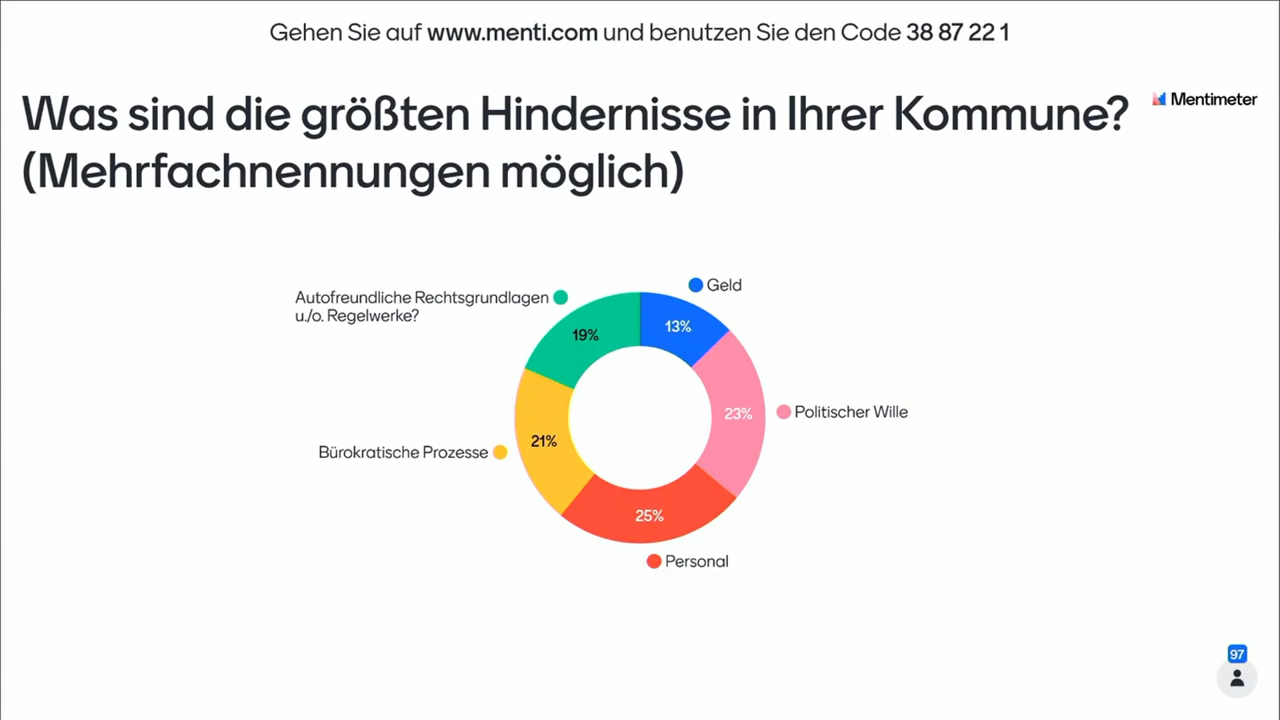 Gehen Sie auf www.menti.com und benutzen Sie den Code 38 87 22 1
Was sind die größten Hindernisse in Ihrer Kommune?
(Mehrfachnennungen möglich)
Mentimeter
Geld
Autofreundliche Rechtsgrundlagen
u./o. Regelwerke?
13%
19%
Politischer Wille
23%
21%
Bürokratische Prozesse
25%
Personal
97